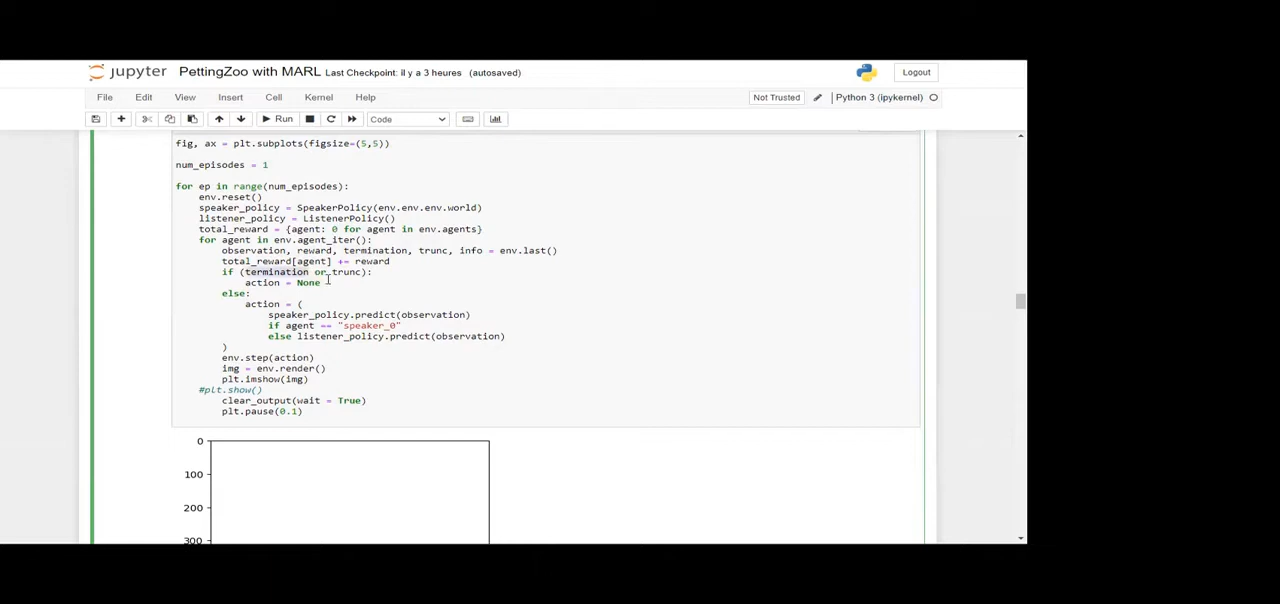 jupyter PettingZoo with MARL Last Checkpoint: il y a 3 heures (autosaved) Logout
File Edit View Insert Cell Kernel Help Not Trusted Python 3 (ipykernel)
Run Code
fig, ax = plt.subplots(figsize=(5,5))
num_episodes = 1
for ep in range(num_episodes):
env.reset()
speaker_policy = SpeakerPolicy(env.env.env.world)
listener_policy = ListenerPolicy()
total_reward = {agent: 0 for agent in env.agents}
for agent in env.agent_iter():
observation, reward, termination, trunc, info = env.last()
total_reward[agent] += reward
if (termination or trunc):
action = None
else:
action = (
speaker_policy.predict(observation)
if agent == "speaker_0"
else listener_policy.predict(observation)
)
env.step(action)
img = env.render()
plt.imshow(img)
#plt.show()
clear_output(wait = True)
plt.pause(0.1)
0
100
200
300